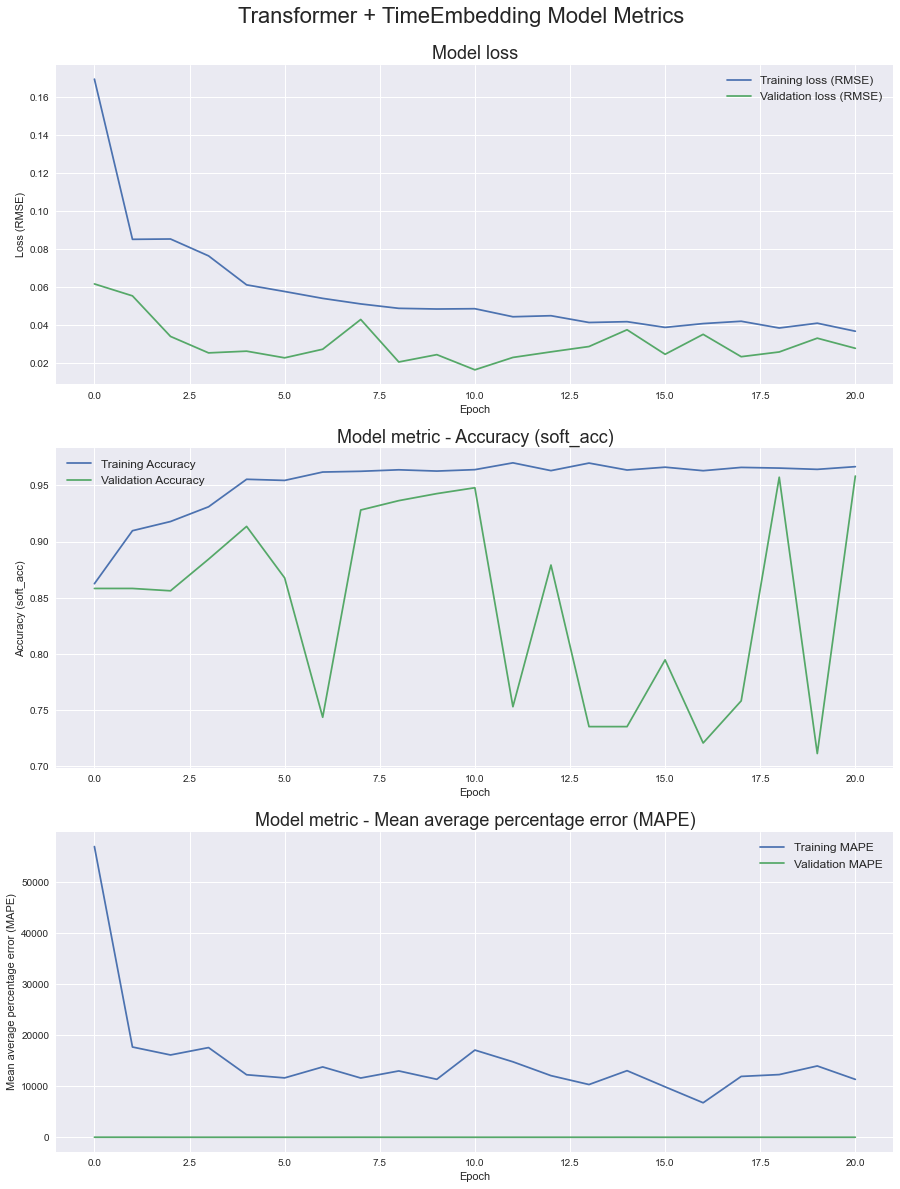 Transformer + TimeEmbedding Model Metrics
Model loss
Training loss (RMSE)
Validation loss (RMSE)
0.16
0.14
0.12
0.10
0.08
0.06
0.04
0.02
Loss (RMSE)
0.0 2.5 5.0 7.5 10.0 12.5 15.0 17.5 20.0
Epoch
Model metric - Accuracy (soft_acc)
Training Accuracy
Validation Accuracy
0.95
0.90
0.85
0.80
0.75
0.70
Accuracy (soft_acc)
0.0 2.5 5.0 7.5 10.0 12.5 15.0 17.5 20.0
Epoch
Model metric - Mean average percentage error (MAPE)
Training MAPE
Validation MAPE
50000
40000
30000
20000
10000
0
Mean average percentage error (MAPE)
0.0 2.5 5.0 7.5 10.0 12.5 15.0 17.5 20.0
Epoch